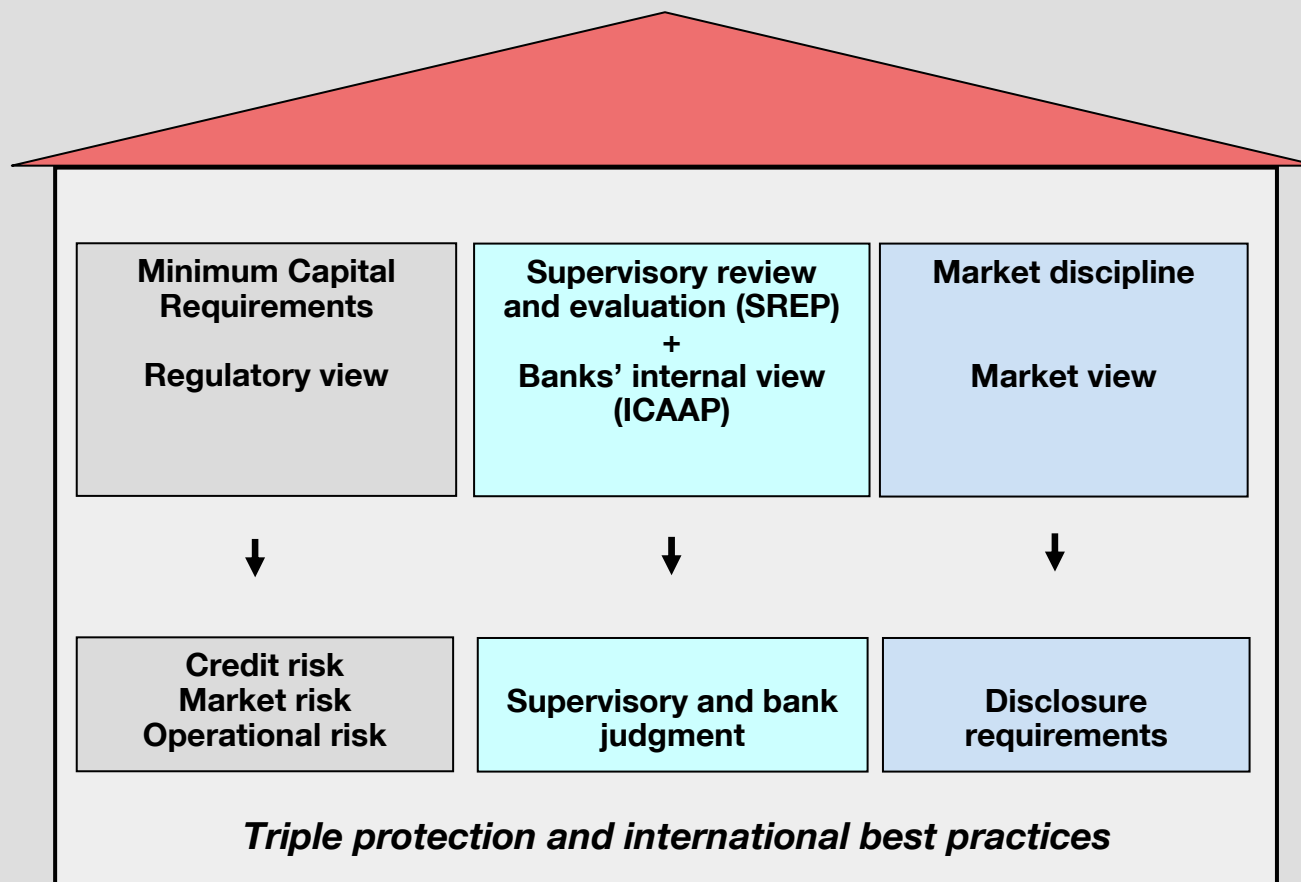 Minimum Capital
Requirements
Regulatory view
Supervisory review
and evaluation (SREP)
+
Banks’ internal view
(ICAAP)
Market discipline
Market view
Credit risk
Market risk
Operational risk
Supervisory and bank
judgment
Disclosure
requirements
Triple protection and international best practices